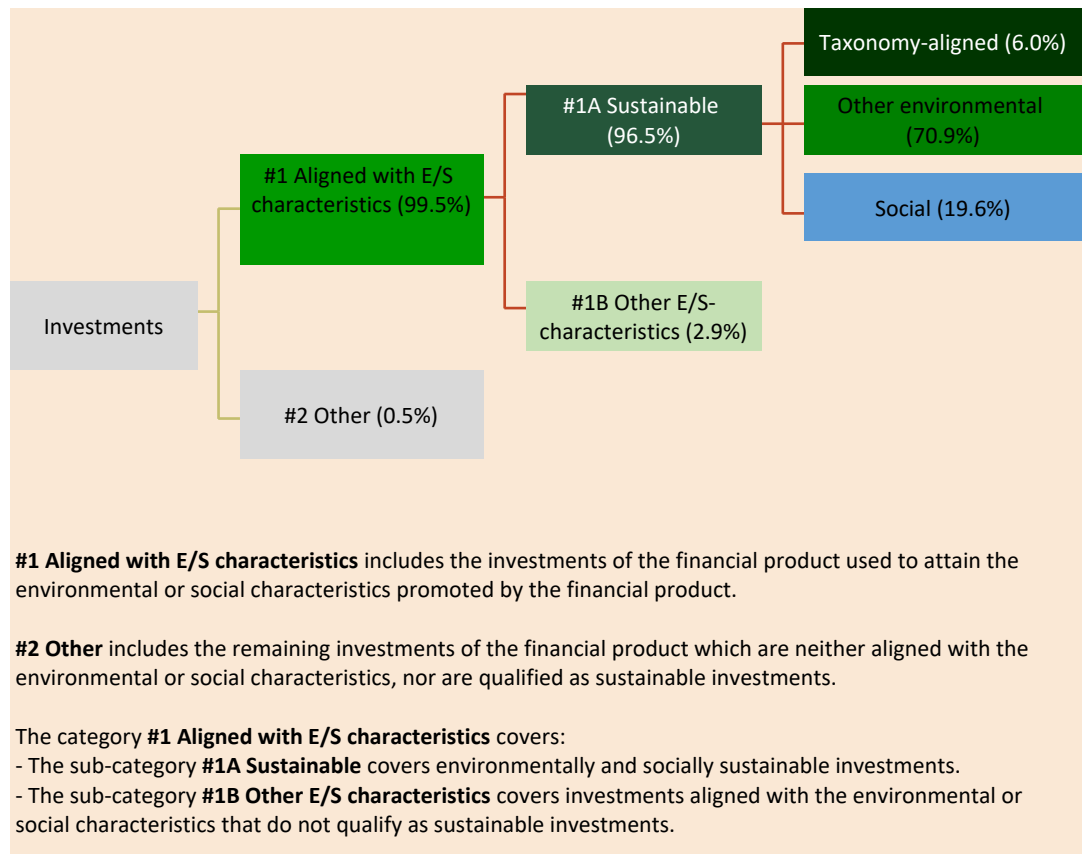 Taxonomy-aligned (6.0%)
#1A Sustainable
(96.5%)
Other environmental
(70.9%)
#1 Aligned with E/S
characteristics (99.5%)
Social (19.6%)
Investments
#1B Other E/S-
characteristics (2.9%)
#2 Other (0.5%)
#1 Aligned with E/S characteristics includes the investments of the financial product used to attain the
environmental or social characteristics promoted by the financial product.
#2 Other includes the remaining investments of the financial product which are neither aligned with the
environmental or social characteristics, nor are qualified as sustainable investments.
The category #1 Aligned with E/S characteristics covers:
- The sub-category #1A Sustainable covers environmentally and socially sustainable investments.
- The sub-category #1B Other E/S characteristics covers investments aligned with the environmental or
social characteristics that do not qualify as sustainable investments.